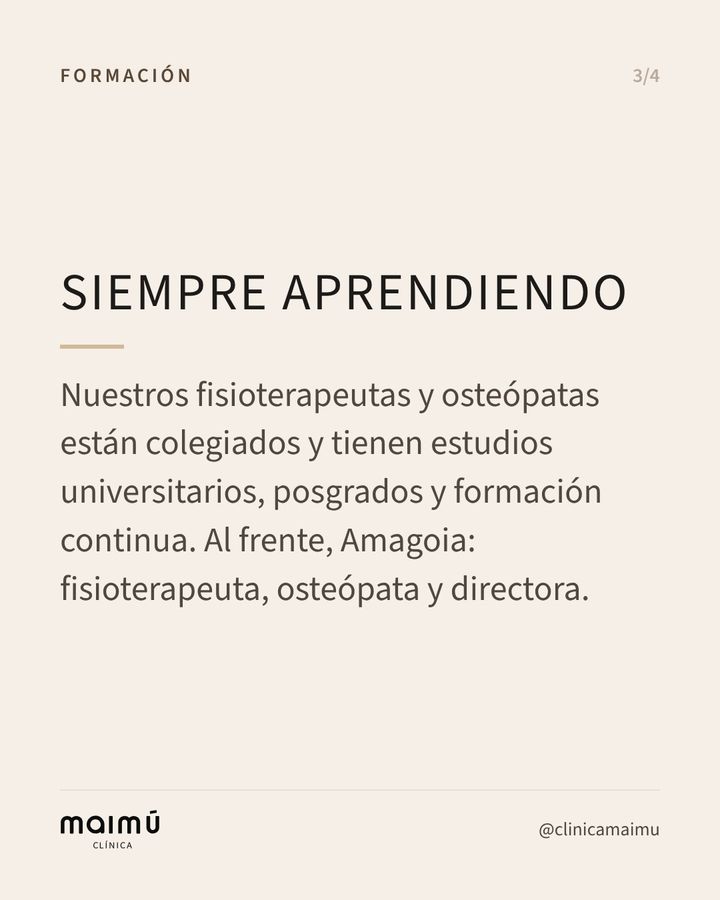 FORMACIÓN
3/4
SIEMPRE APRENDIENDO
Nuestros fisioterapeutas y osteópatas
están colegiados y tienen estudios
universitarios, posgrados y formación
continua. Al frente, Amagoia:
fisioterapeuta, osteópata y directora.
maimú
CLÍNICA
@clinicamaimu